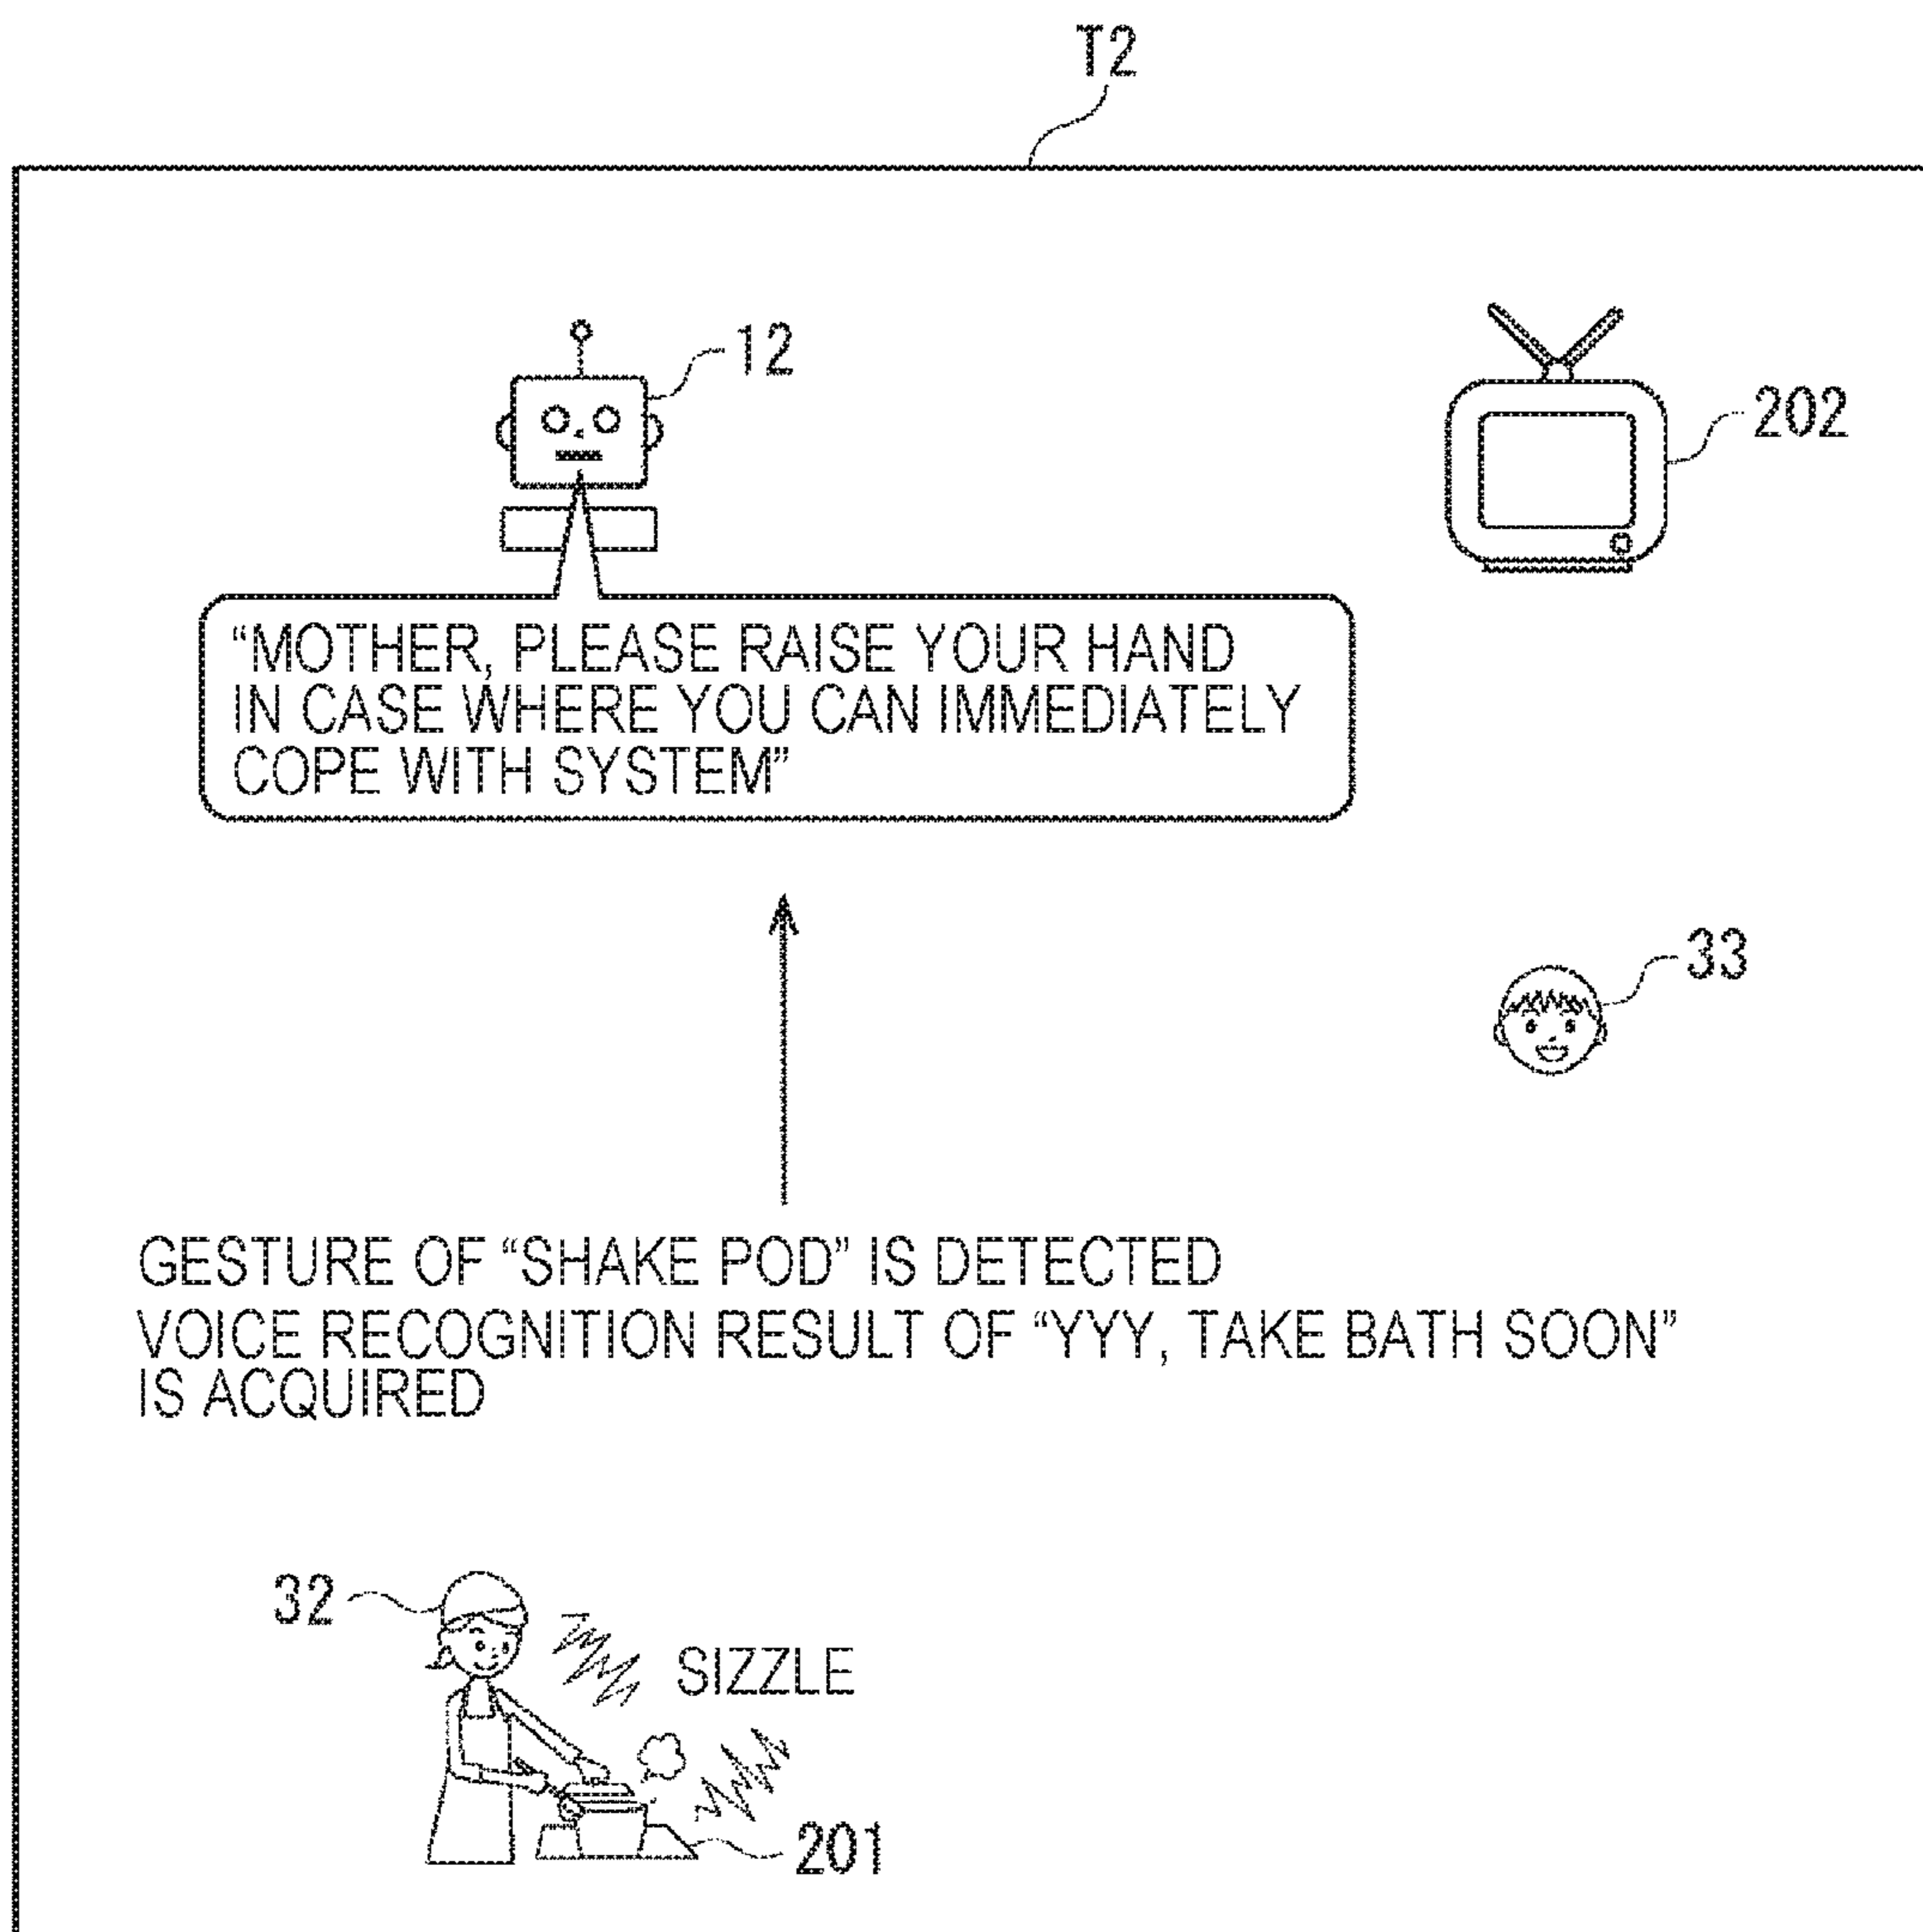 T2
12
202
“MOTHER, PLEASE RAISE YOUR HAND
IN CASE WHERE YOU CAN IMMEDIATELY
COPE WITH SYSTEM”
33
GESTURE OF “SHAKE POD” IS DETECTED
VOICE RECOGNITION RESULT OF “YYY, TAKE BATH SOON”
IS ACQUIRED
32
SIZZLE
201